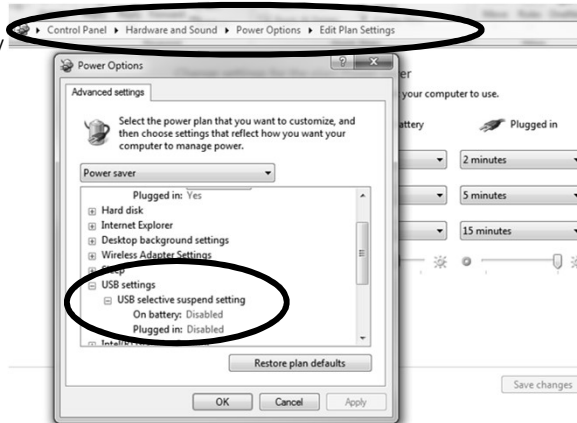 Control Panel ▸ Hardware and Sound ▸ Power Options ▸ Edit Plan Settings
Power Options
Advanced settings
Select the power plan that you want to customize, and
then choose settings that reflect how you want your
computer to manage power.
Power saver
Plugged in: Yes
Hard disk
Internet Explorer
Desktop background settings
Wireless Adapter Settings
Sleep
USB settings
USB selective suspend setting
On battery: Disabled
Plugged in: Disabled
Restore plan defaults
OK Cancel Apply
your computer to use.
Plugged in
2 minutes
5 minutes
15 minutes
Save changes